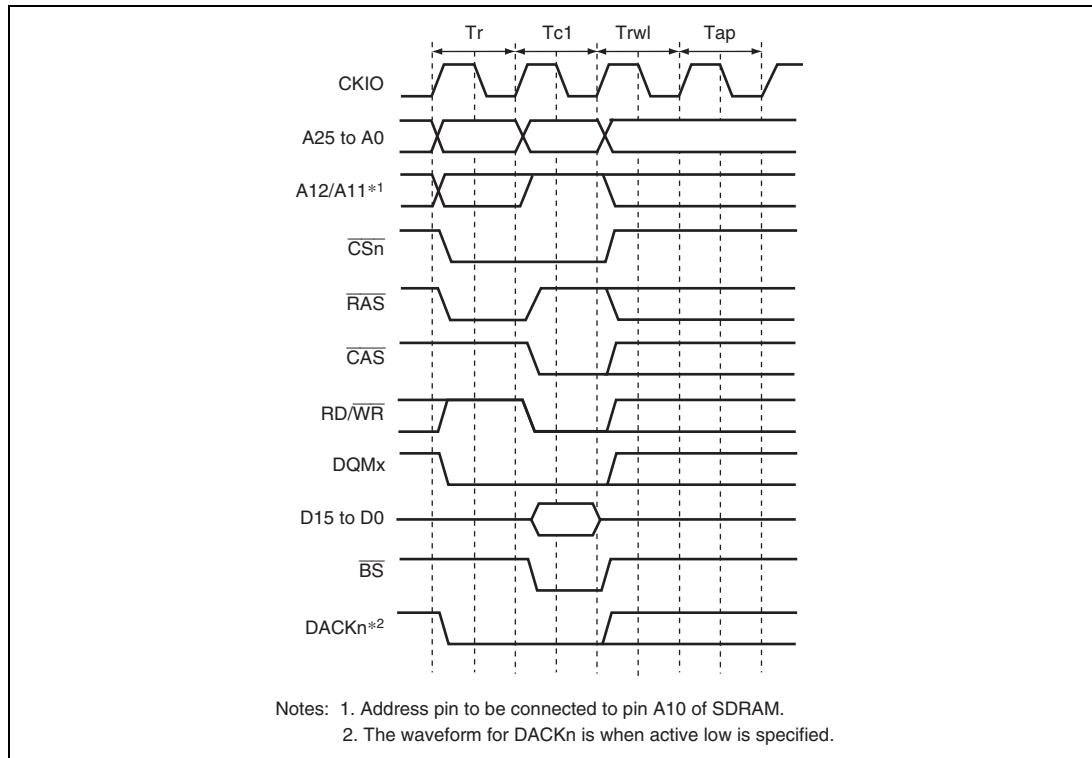 Tr Tc1 Trwl Tap
CKIO
A25 to A0
A12/A11*1
CSn
RAS
CAS
RD/WR
DQMx
D15 to D0
BS
DACKn*2
Notes: 1. Address pin to be connected to pin A10 of SDRAM.
2. The waveform for DACKn is when active low is specified.